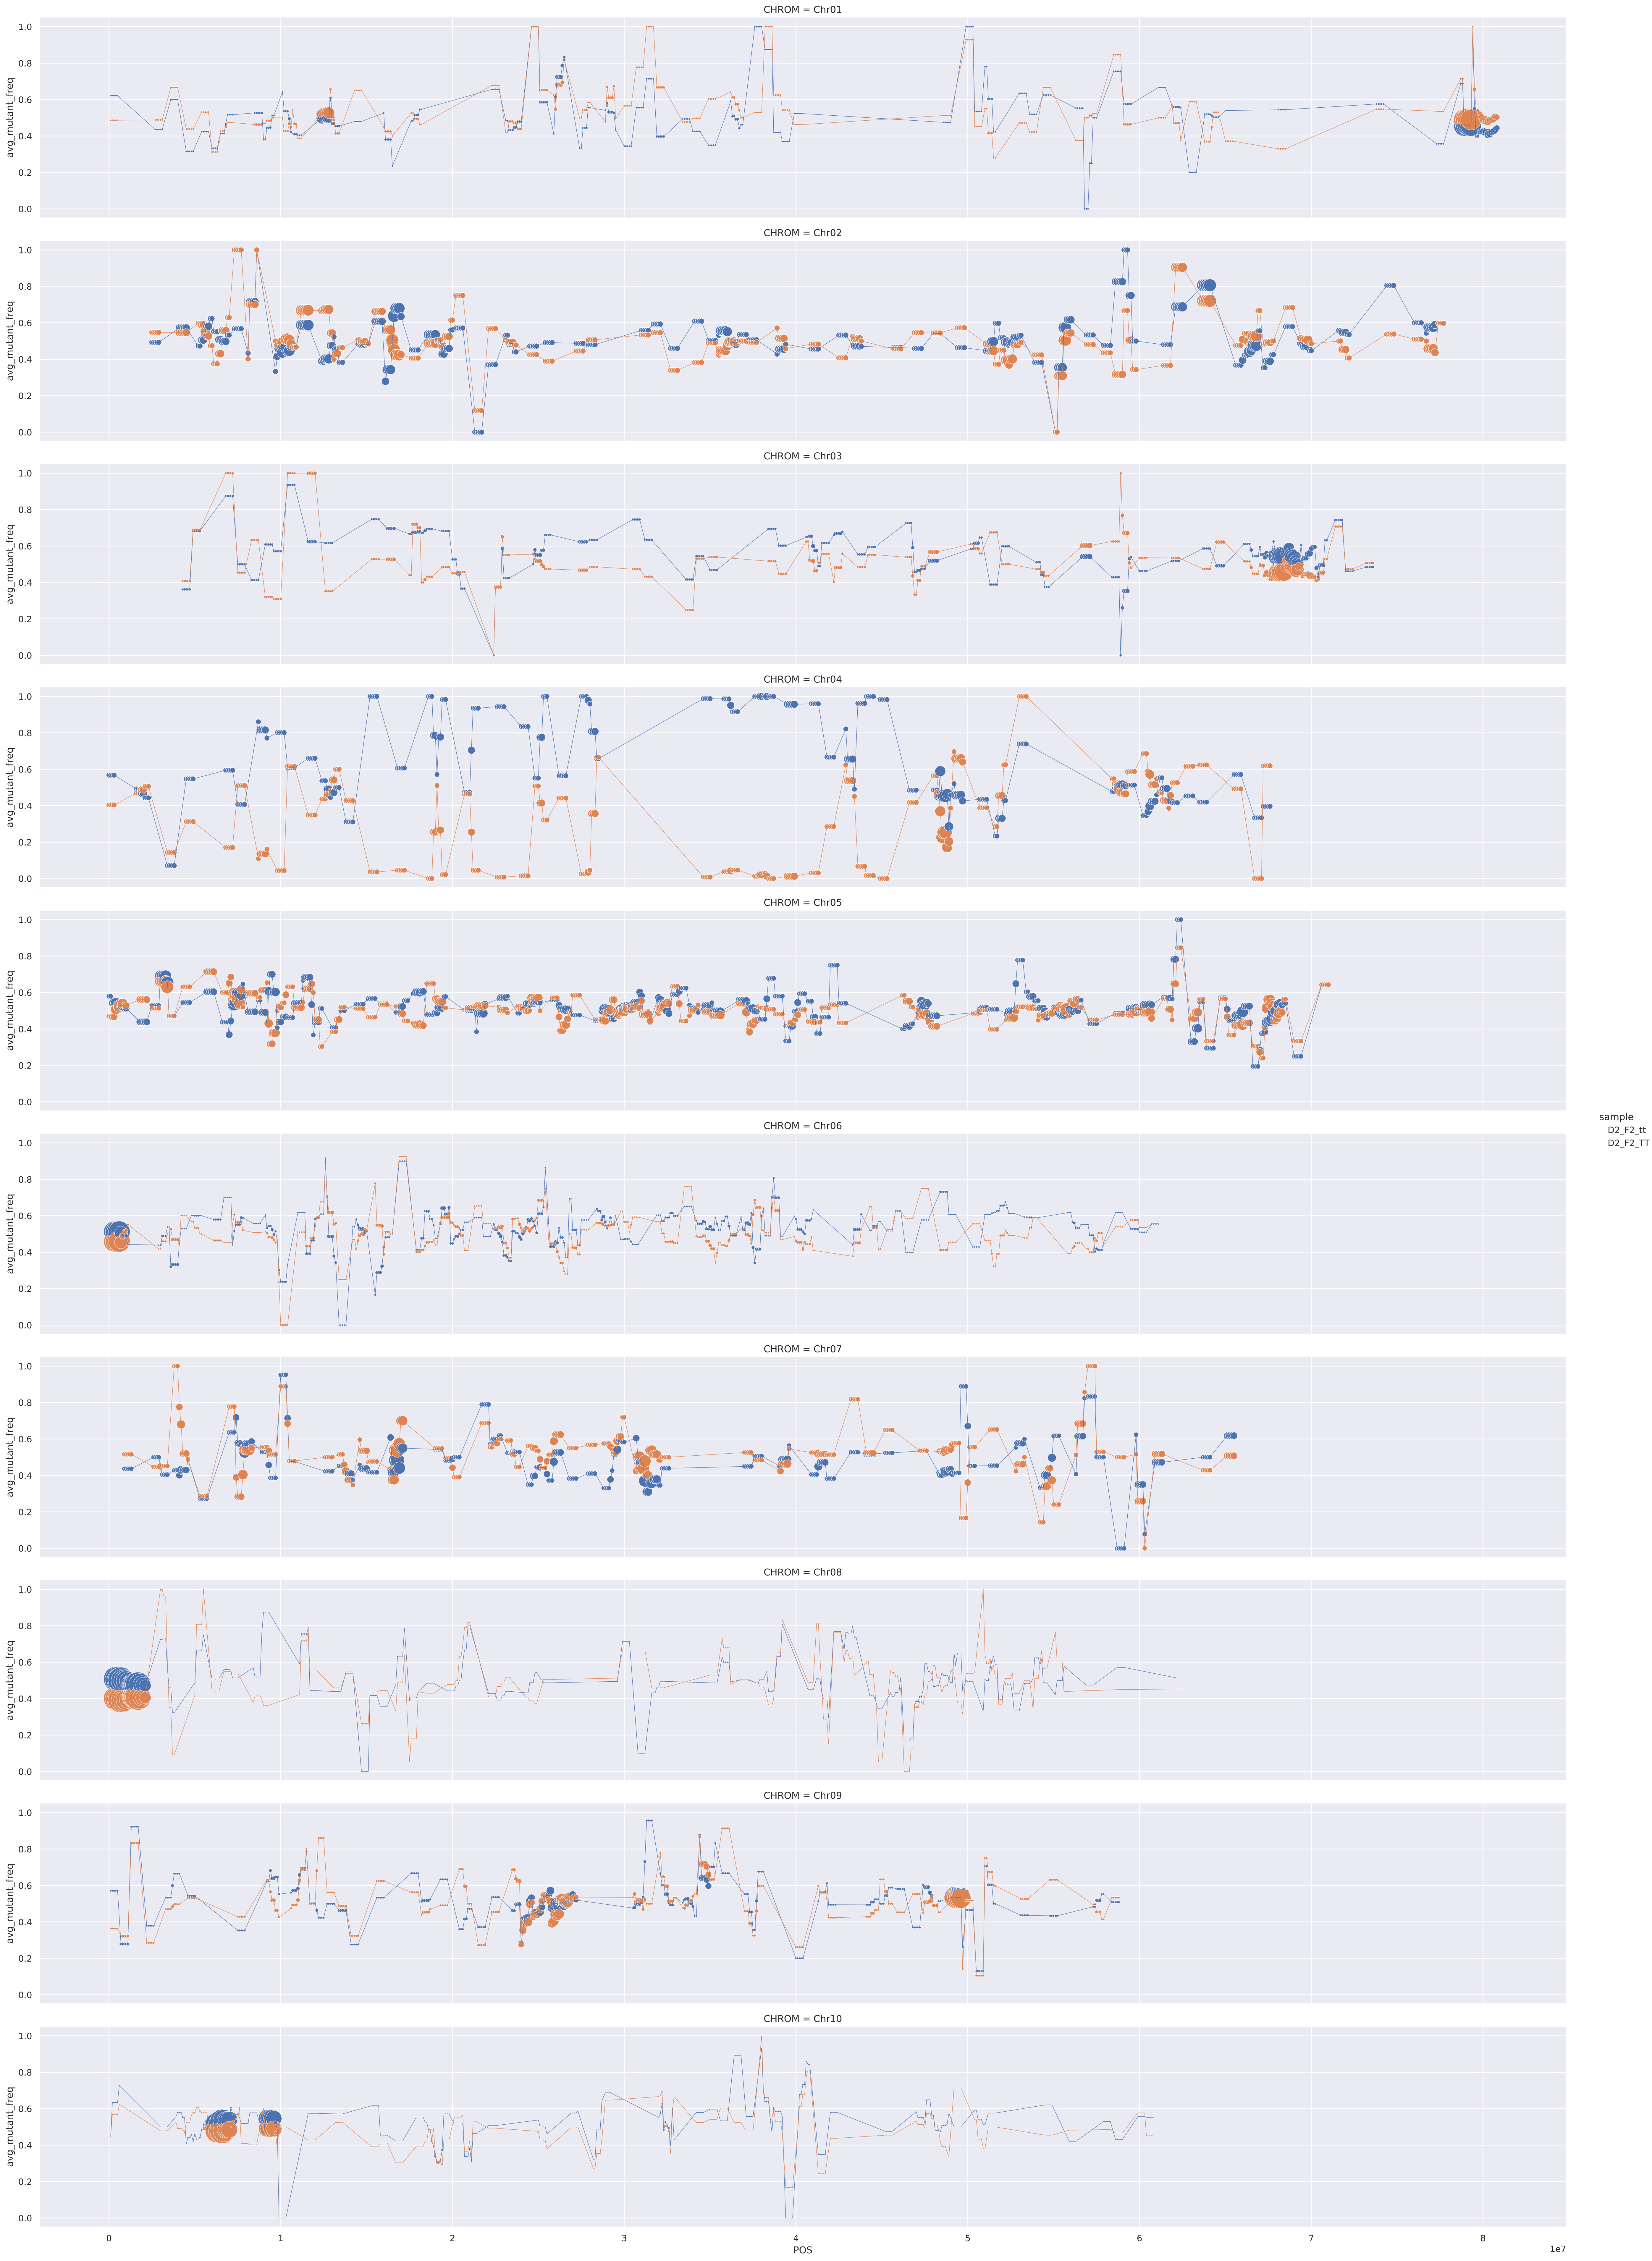 CHROM = Chr01
1.0
0.8
0.6
0.4
0.2
0.0
avg_mutant_freq
CHROM = Chr02
1.0
0.8
0.6
0.4
0.2
0.0
avg_mutant_freq
CHROM = Chr03
1.0
0.8
0.6
0.4
0.2
0.0
avg_mutant_freq
CHROM = Chr04
1.0
0.8
0.6
0.4
0.2
0.0
avg_mutant_freq
CHROM = Chr05
1.0
0.8
0.6
0.4
0.2
0.0
avg_mutant_freq
sample
D2_F2_tt
D2_F2_TT
CHROM = Chr06
1.0
0.8
0.6
0.4
0.2
0.0
avg_mutant_freq
CHROM = Chr07
1.0
0.8
0.6
0.4
0.2
0.0
avg_mutant_freq
CHROM = Chr08
1.0
0.8
0.6
0.4
0.2
0.0
avg_mutant_freq
CHROM = Chr09
1.0
0.8
0.6
0.4
0.2
0.0
avg_mutant_freq
CHROM = Chr10
1.0
0.8
0.6
0.4
0.2
0.0
avg_mutant_freq
0 1 2 3 4 5 6 7 8
POS
1e7